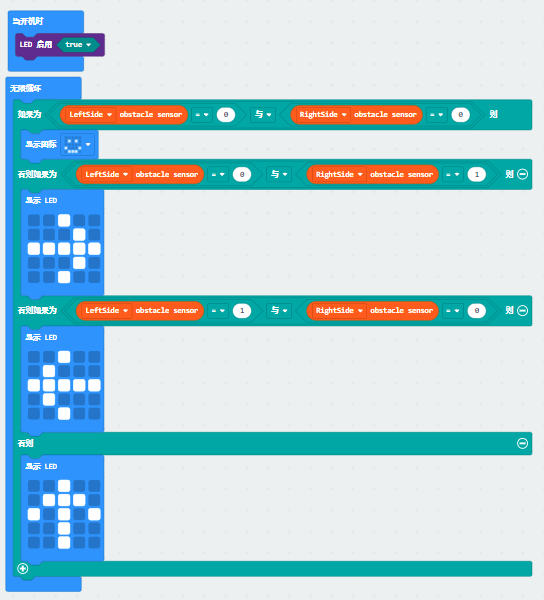 当开机时
LED 启用 true
无限循环
如果为 LeftSide obstacle sensor = 0 与 RightSide obstacle sensor = 0 则
显示图标
否则如果为 LeftSide obstacle sensor = 0 与 RightSide obstacle sensor = 1 则
显示 LED
否则如果为 LeftSide obstacle sensor = 1 与 RightSide obstacle sensor = 0 则
显示 LED
否则
显示 LED